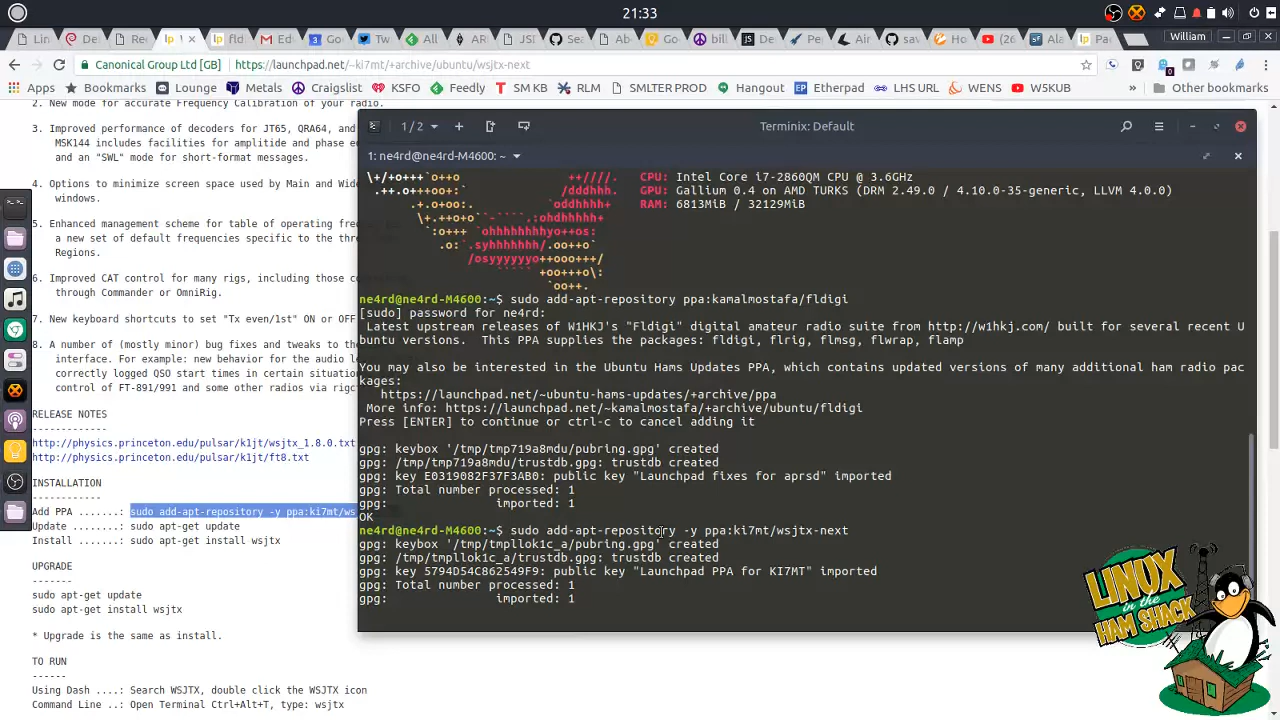 21:33
William
Canonical Group Ltd [GB]
https://launchpad.net/~ki7mt/+archive/ubuntu/wsjtx-next
Apps Bookmarks Lounge Metals Craigslist KSFO Feedly SM KB RLM SMLTER PROD Hangout Etherpad LHS URL WENS W5KUB » Other bookmarks
2. New mode for accurate Frequency Calibration of your radio.
3. Improved performance of decoders for JT65, QRA64, and
MSK144 includes facilities for amplitide and phase e
and an "SWL" mode for short-format messages.
4. Options to minimize screen space used by Main and Wid
windows.
5. Enhanced management scheme for table of operating fre
a new set of default frequencies specific to the thre
Regions.
6. Improved CAT control for many rigs, including those co
through Commander or OmniRig.
7. New keyboard shortcuts to set "Tx even/1st" ON or OFF
8. A number of (mostly minor) bug fixes and tweaks to the
interface. For example: new behavior for the audio le
correctly logged QSO start times in certain situation
control of FT-891/991 and some other radios via rigc
RELEASE NOTES
------------
http://physics.princeton.edu/pulsar/k1jt/wsjtx_1.8.0.txt
http://physics.princeton.edu/pulsar/k1jt/ft8.txt
INSTALLATION
------------
Add PPA .......: sudo add-apt-repository -y ppa:ki7mt/ws
Update ........: sudo apt-get update
Install .......: sudo apt-get install wsjtx
UPGRADE
-------
sudo apt-get update
sudo apt-get install wsjtx
* Upgrade is the same as install.
TO RUN
------
Using Dash ....: Search WSJTX, double click the WSJTX icon
Command Line ..: Open Terminal Ctrl+Alt+T, type: wsjtx
1 / 2
Terminix: Default
1: ne4rd@ne4rd-M4600: ~
\+/+o+++`o++o ++////. CPU: Intel Core i7-2860QM CPU @ 3.6GHz
.++.o+++oo+:` /dddhhh. GPU: Gallium 0.4 on AMD TURKS (DRM 2.49.0 / 4.10.0-35-generic, LLVM 4.0.0)
.+.o+oo:. `oddhhhh+ RAM: 6813MiB / 32129MiB
\+.++o+o``-````.:ohdhhhhh+
`:o+++ `ohhhhhhhhyo++os:
.o:`.syhhhhhhh/.oo++o`
/osyyyyyyo++ooo+++/
````` +oo+++o\:
`oo++.
ne4rd@ne4rd-M4600:~$ sudo add-apt-repository ppa:kamalmostafa/fldigi
[sudo] password for ne4rd:
Latest upstream releases of W1HKJ's "Fldigi" digital amateur radio suite from http://w1hkj.com/ built for several recent U
buntu versions. This PPA supplies the packages: fldigi, flrig, flmsg, flwrap, flamp
You may also be interested in the Ubuntu Hams Updates PPA, which contains updated versions of many additional ham radio pac
kages:
https://launchpad.net/~ubuntu-hams-updates/+archive/ppa
More info: https://launchpad.net/~kamalmostafa/+archive/ubuntu/fldigi
Press [ENTER] to continue or ctrl-c to cancel adding it
gpg: keybox '/tmp/tmp719a8mdu/pubring.gpg' created
gpg: /tmp/tmp719a8mdu/trustdb.gpg: trustdb created
gpg: key E0319082F37F3AB0: public key "Launchpad fixes for aprsd" imported
gpg: Total number processed: 1
gpg: imported: 1
OK
ne4rd@ne4rd-M4600:~$ sudo add-apt-repository -y ppa:ki7mt/wsjtx-next
gpg: keybox '/tmp/tmpllok1c_a/pubring.gpg' created
gpg: /tmp/tmpllok1c_a/trustdb.gpg: trustdb created
gpg: key 5794D54C862549F9: public key "Launchpad PPA for KI7MT" imported
gpg: Total number processed: 1
gpg: imported: 1
LINUX
in the
HAM SHACK